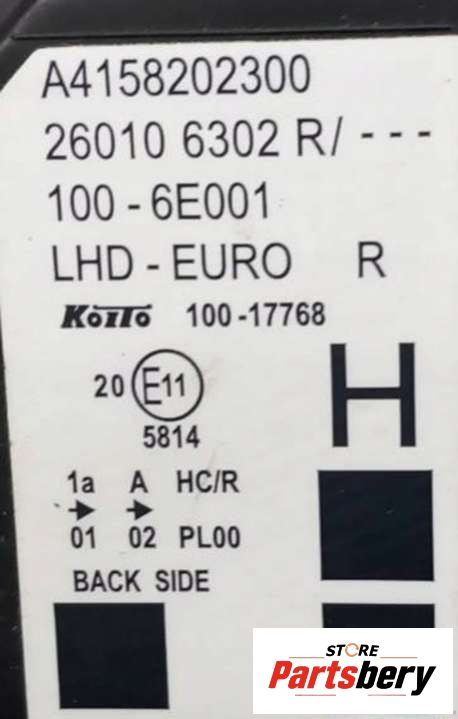 A4158202300
26010 6302 R/ ---
100 - 6E001
LHD - EURO R
KOITO 100 -17768
20 E11
5814
H
1a A HC/R
01 02 PL00
BACK SIDE
STORE
Partsbery